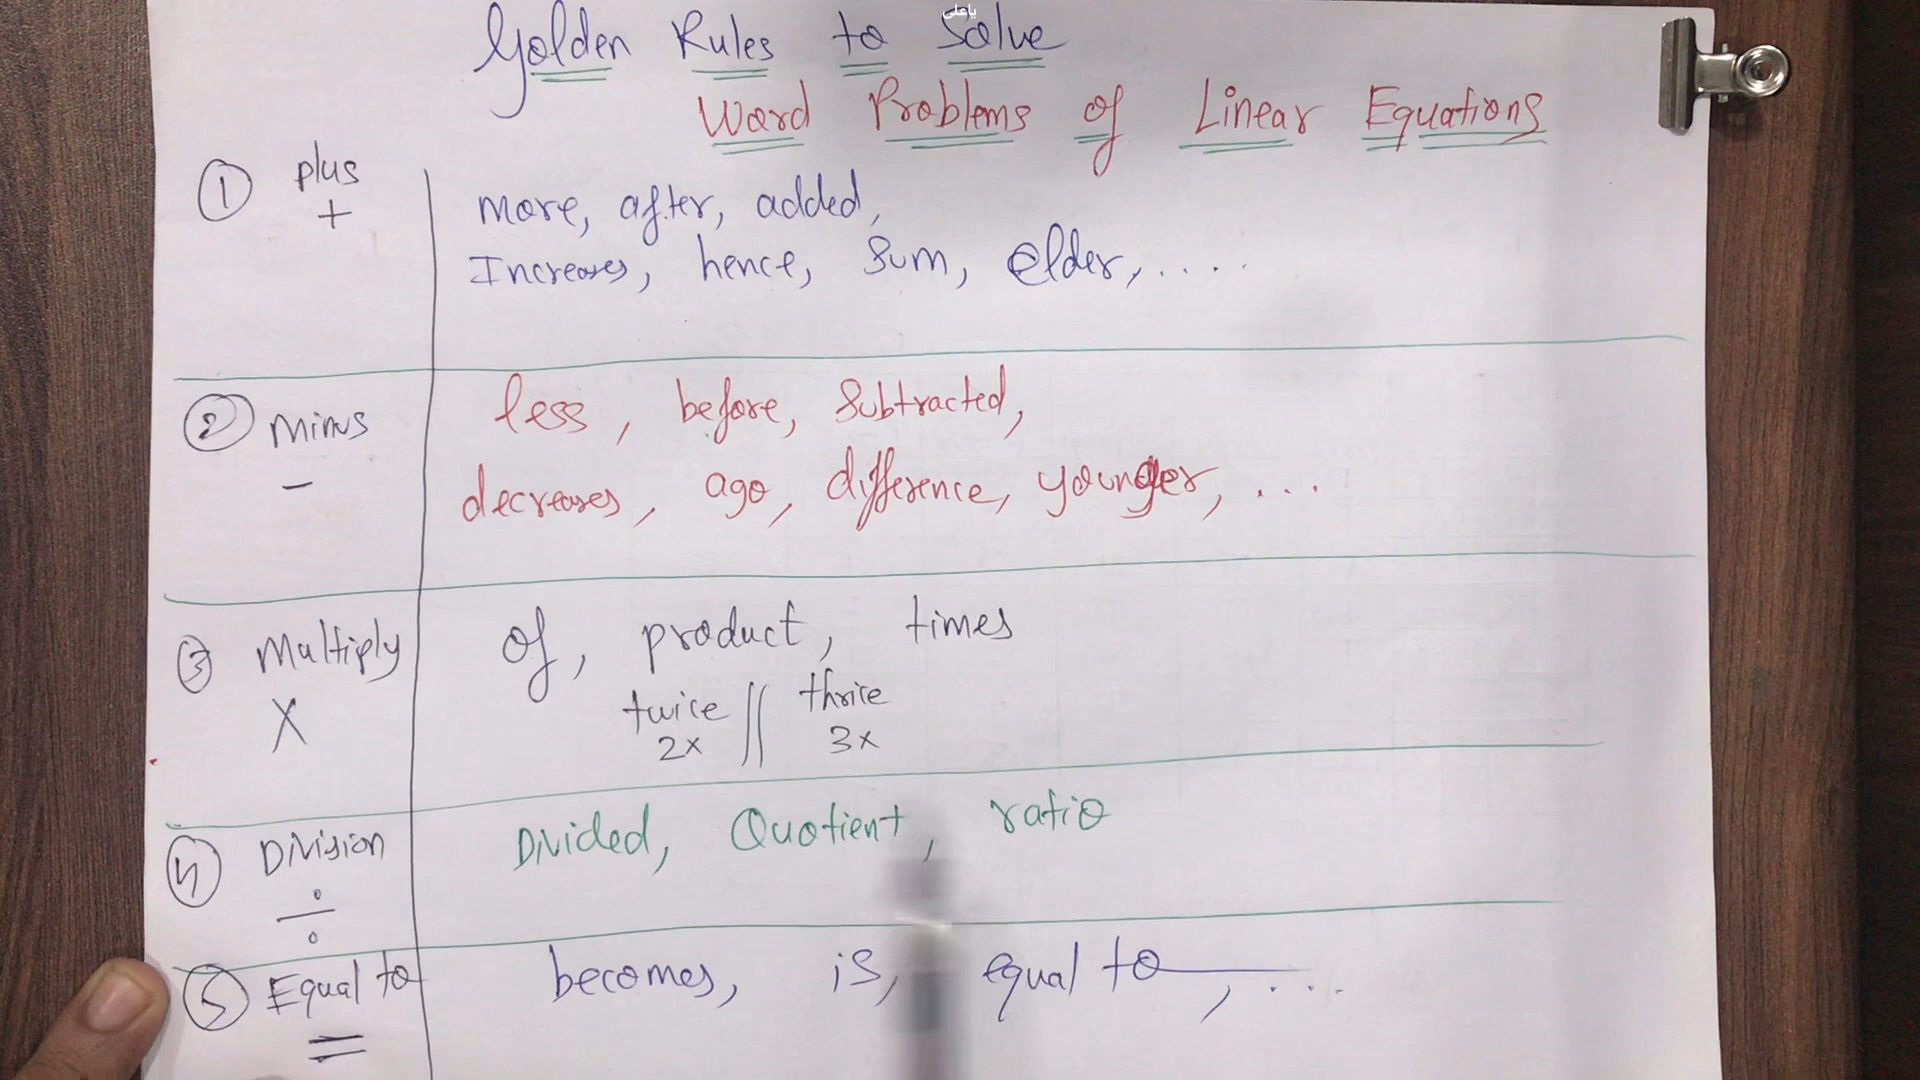 ياعلى
Golden Rules to Solve
Word Problems of Linear Equations
① plus
+
more, after, added,
Increases, hence, Sum, elder, ....
② Minus
−
less, before, Subtracted,
decreases, ago, difference, younger, ...
③ Multiply
X
of, product, times
twice || thrice
2x 3x
④ Division
÷
Divided, Quotient, ratio
⑤ Equal to
=
becomes, is, equal to, ....